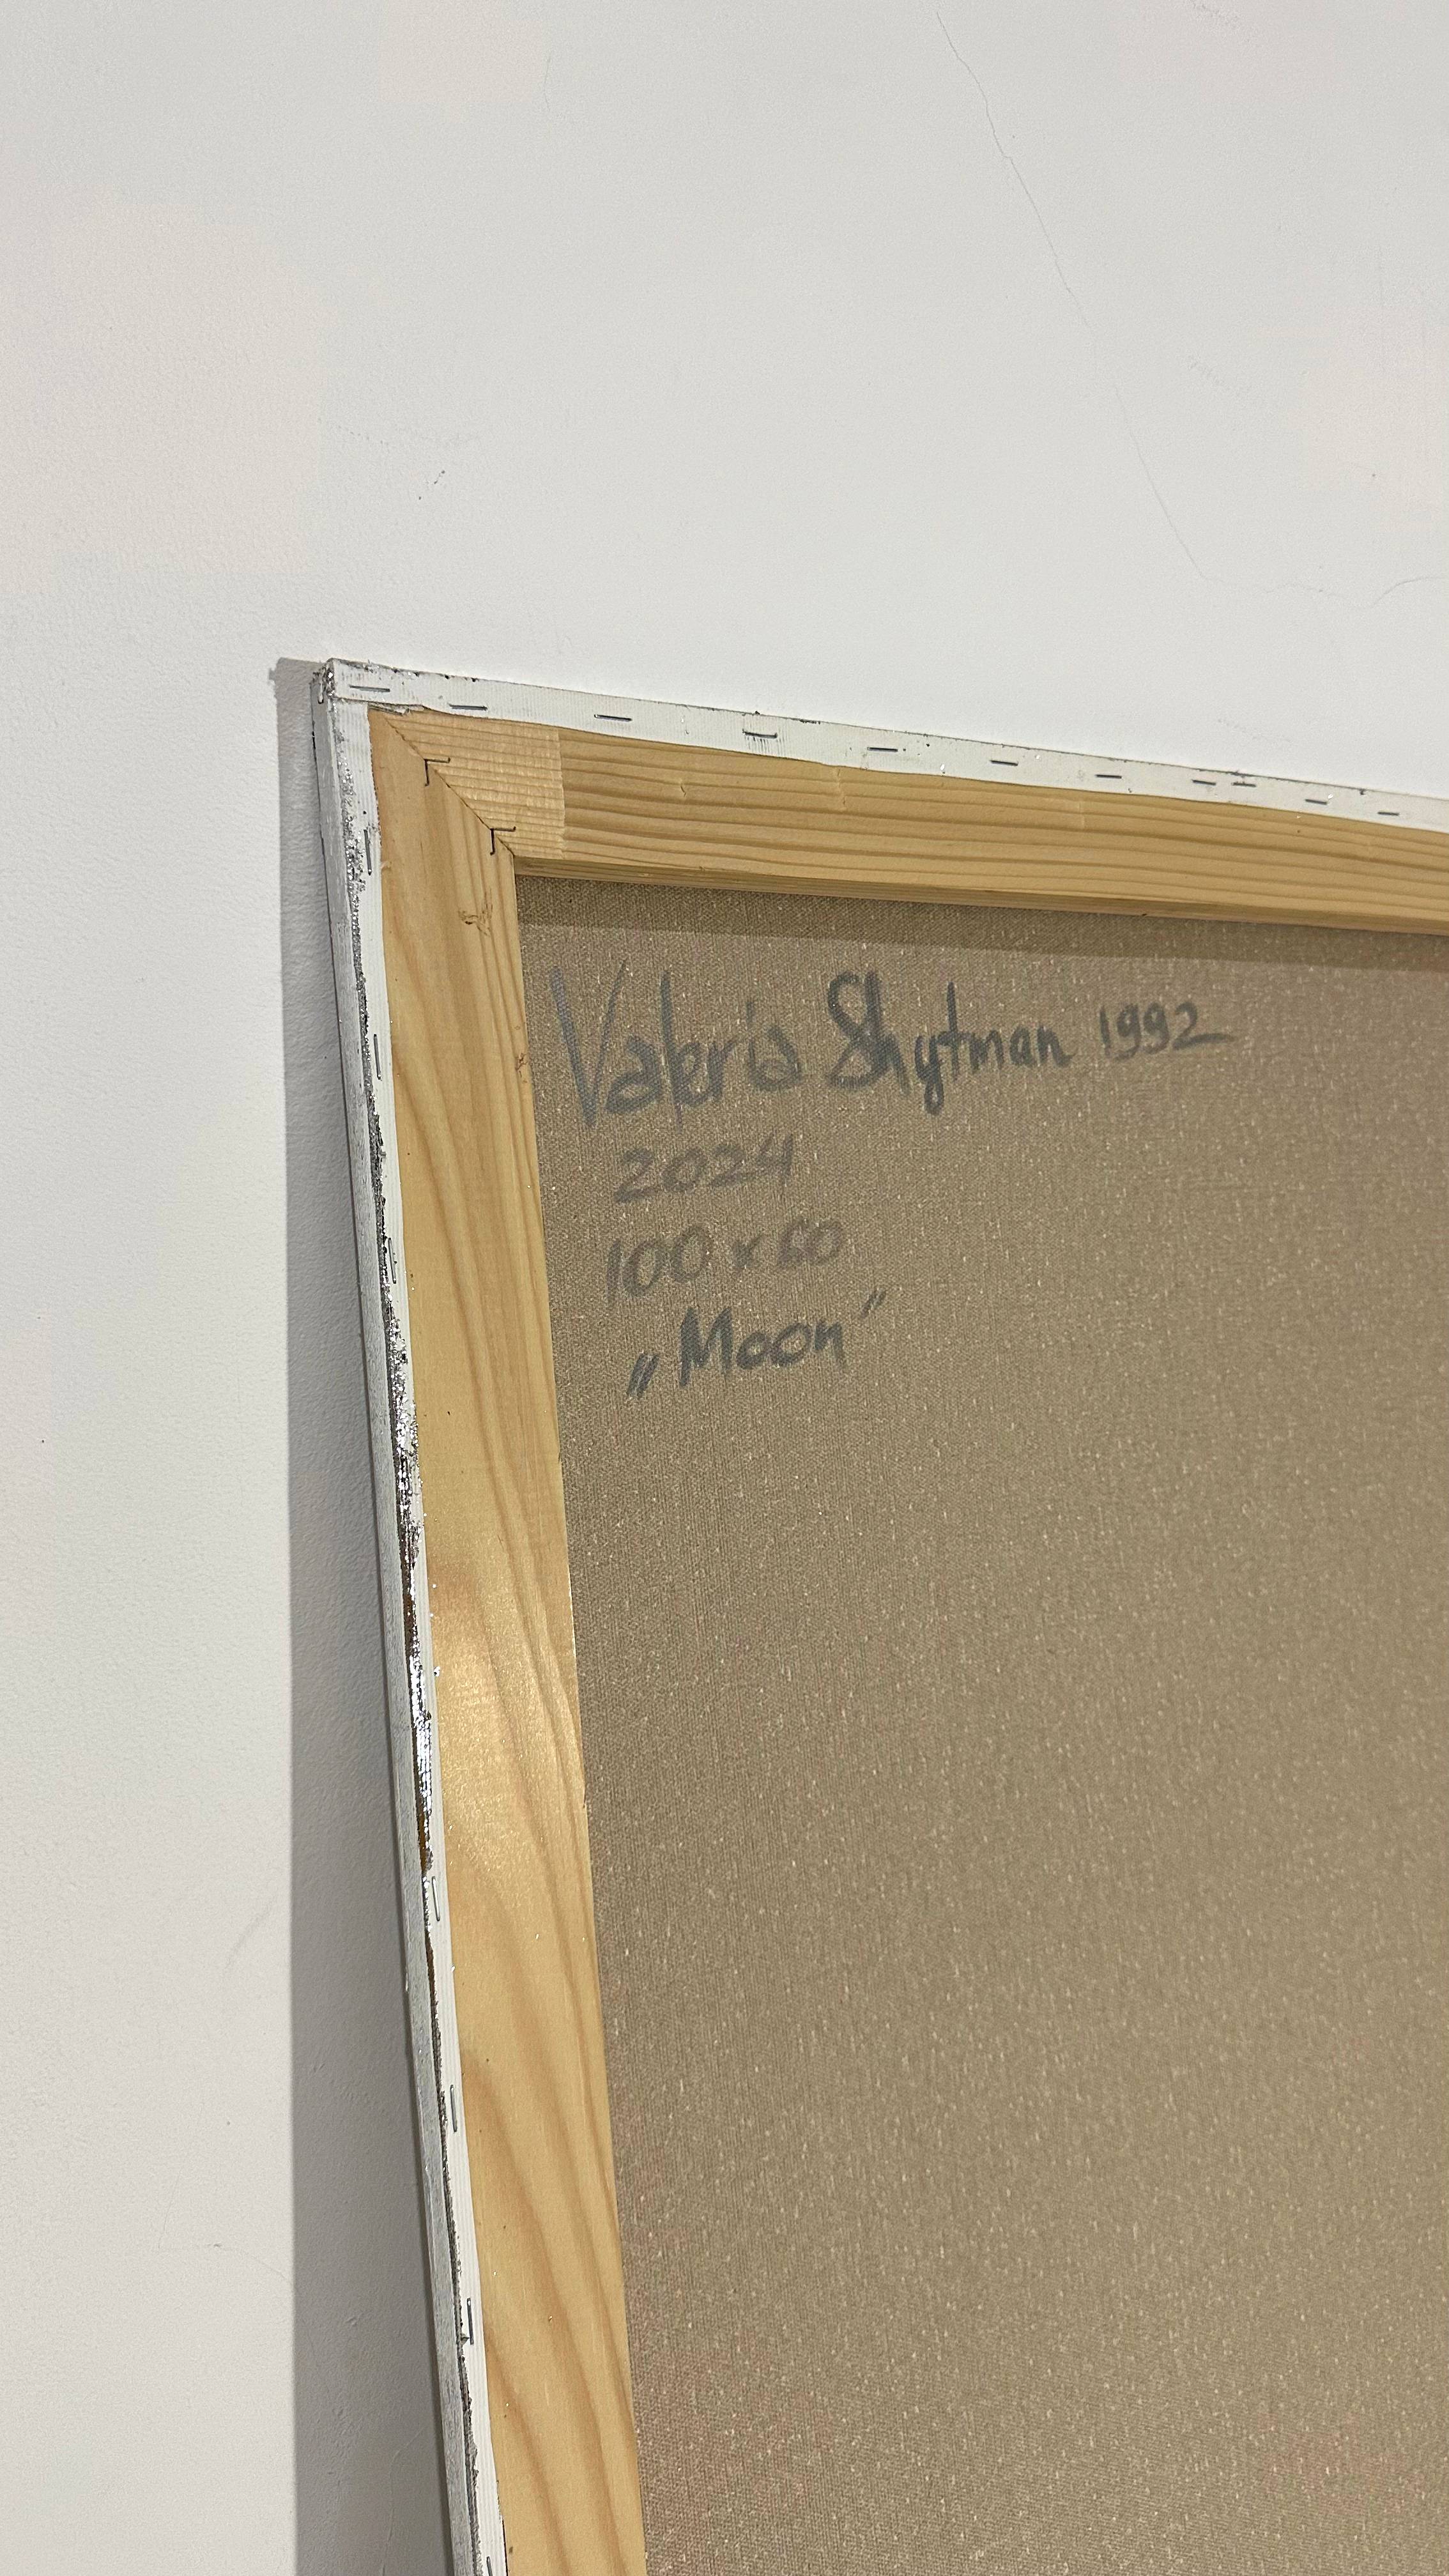 Valeria Shytman 1992
2024
100 x 60
„Moon”